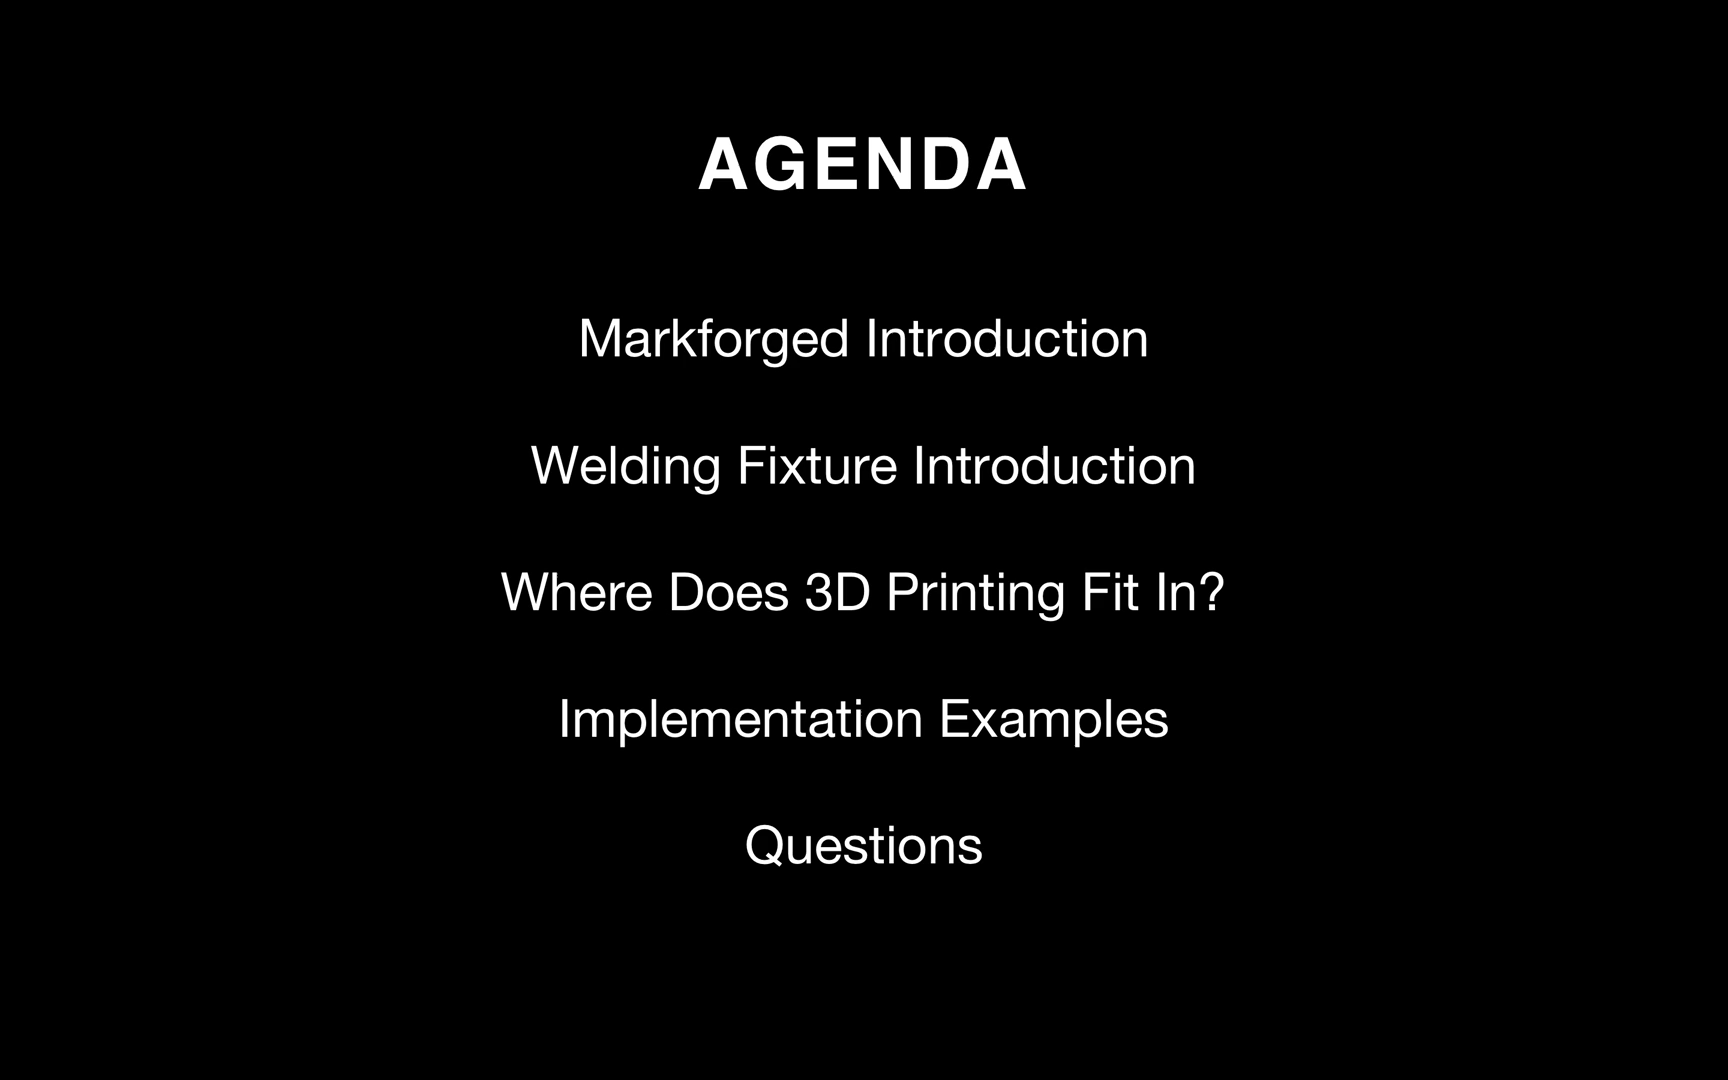 AGENDA
Markforged Introduction
Welding Fixture Introduction
Where Does 3D Printing Fit In?
Implementation Examples
Questions